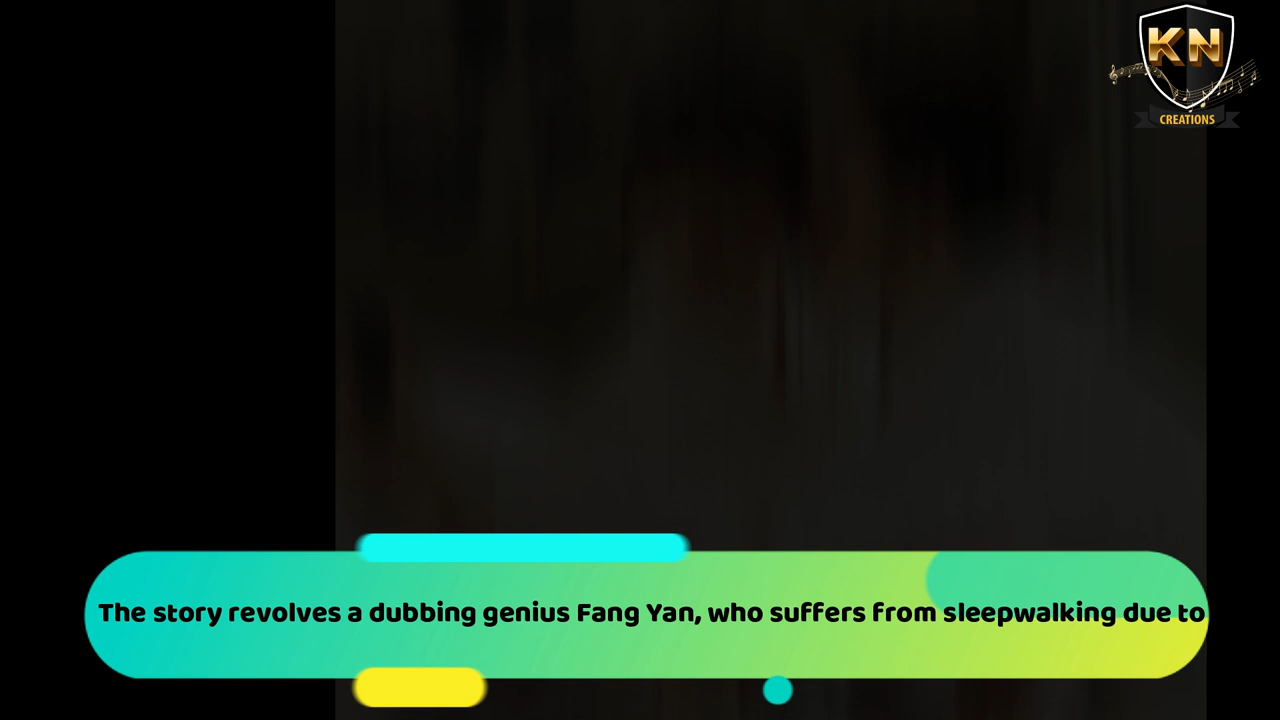 KN
CREATIONS
The story revolves a dubbing genius Fang Yan, who suffers from sleepwalking due to